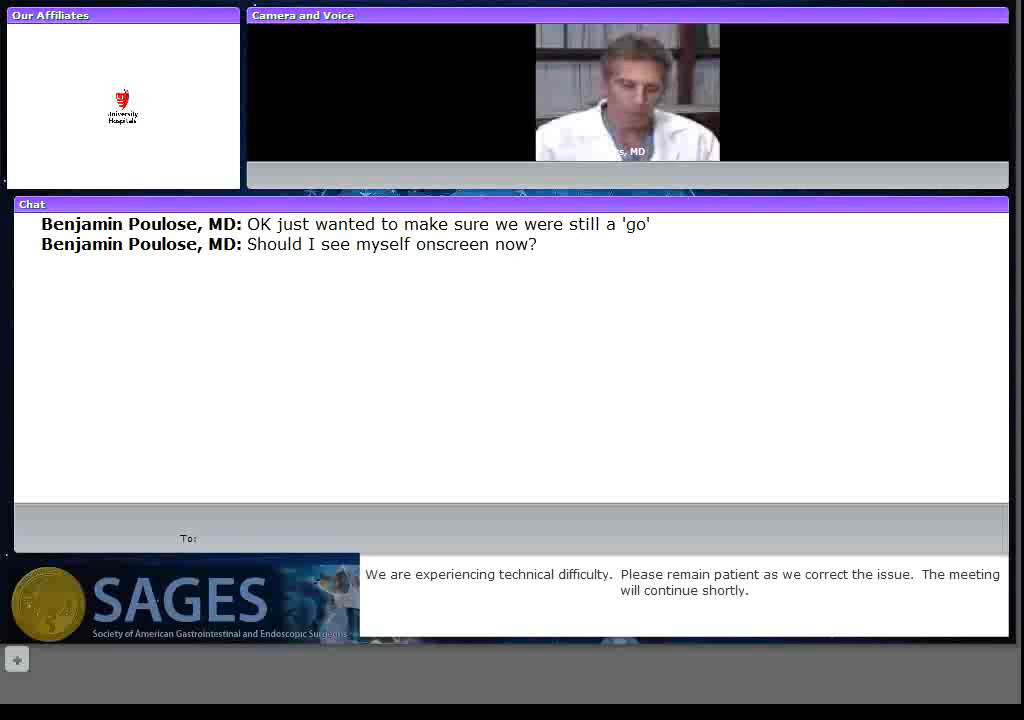 Our Affiliates
Camera and Voice
University
Hospitals
MD
Chat
Benjamin Poulose, MD: OK just wanted to make sure we were still a 'go'
Benjamin Poulose, MD: Should I see myself onscreen now?
To:
SAGES
Society of American Gastrointestinal and Endoscopic Surgeons
We are experiencing technical difficulty. Please remain patient as we correct the issue. The meeting
will continue shortly.